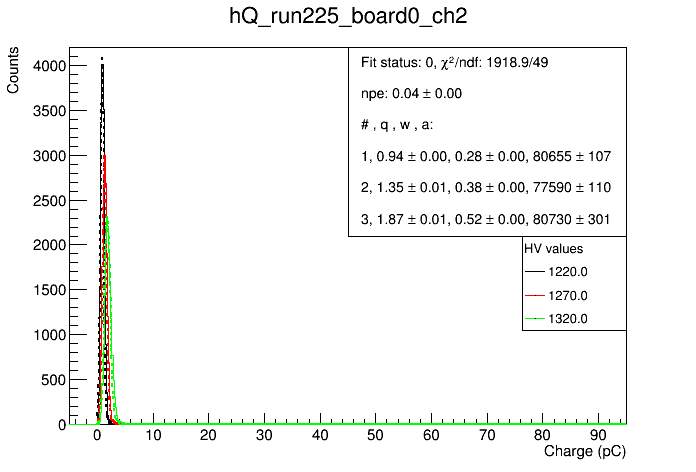 hQ_run225_board0_ch2
Counts
4000
3500
3000
2500
2000
1500
1000
500
0
Fit status: 0, χ²/ndf: 1918.9/49
npe: 0.04 ± 0.00
# , q , w , a:
1, 0.94 ± 0.00, 0.28 ± 0.00, 80655 ± 107
2, 1.35 ± 0.01, 0.38 ± 0.00, 77590 ± 110
3, 1.87 ± 0.01, 0.52 ± 0.00, 80730 ± 301
HV values
1220.0
1270.0
1320.0
0 10 20 30 40 50 60 70 80 90
Charge (pC)